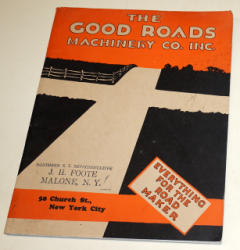 THE
GOOD ROADS
MACHINERY CO. INC.
NORTHERN N.Y. REPRESENTATIVE
J. H. FOOTE
MALONE, N. Y.
50 Church St.,
New York City
EVERYTHING
FOR THE
ROAD
MAKER